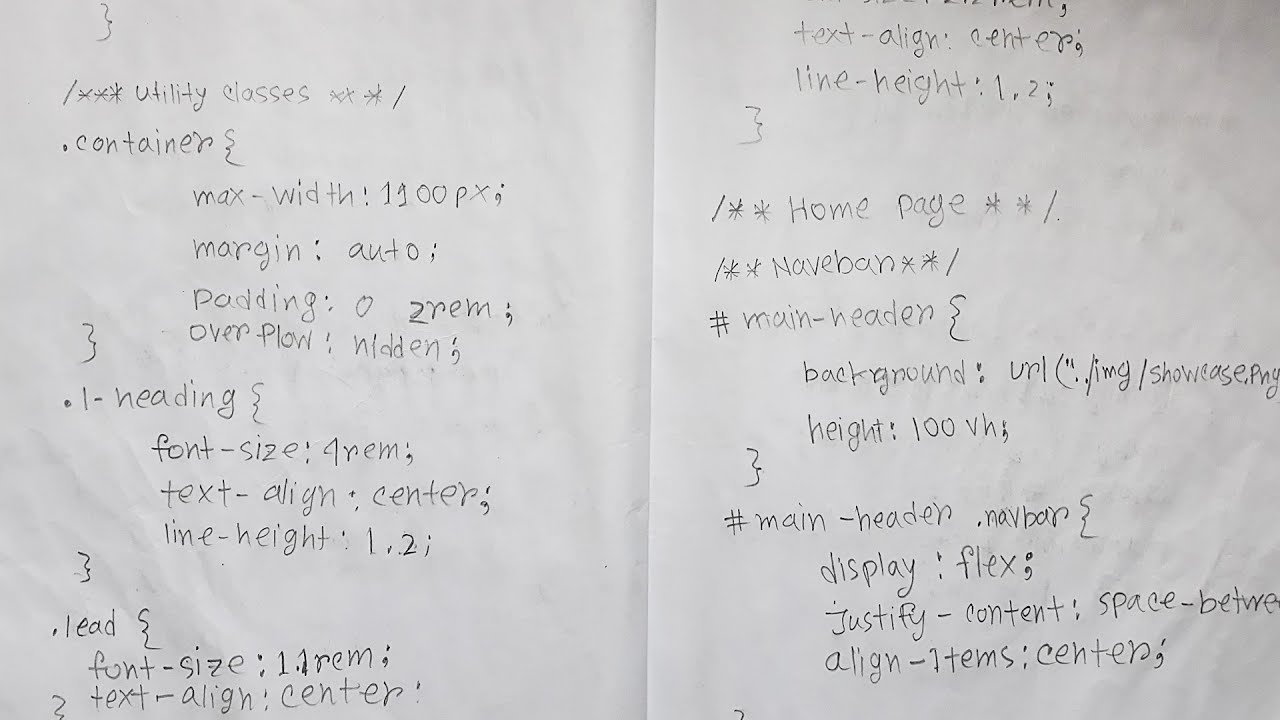 }
/*** Utility classes ***/
.container {
max-width: 1100px;
margin: auto;
padding: 0 2rem;
overflow: hidden;
}
.l-heading {
font-size: 4rem;
text-align: center;
line-height: 1.2;
}
.lead {
font-size: 1.1rem;
text-align: center:
}
text-align: center;
line-height: 1.2;
}
/** Home page **/.
/** Naveban**/
# main-header {
background: url("../img/showcase.png
height: 100vh;
}
# main-header .navbar {
display: flex;
justify-content: space-betwe
align-Items: center;
}